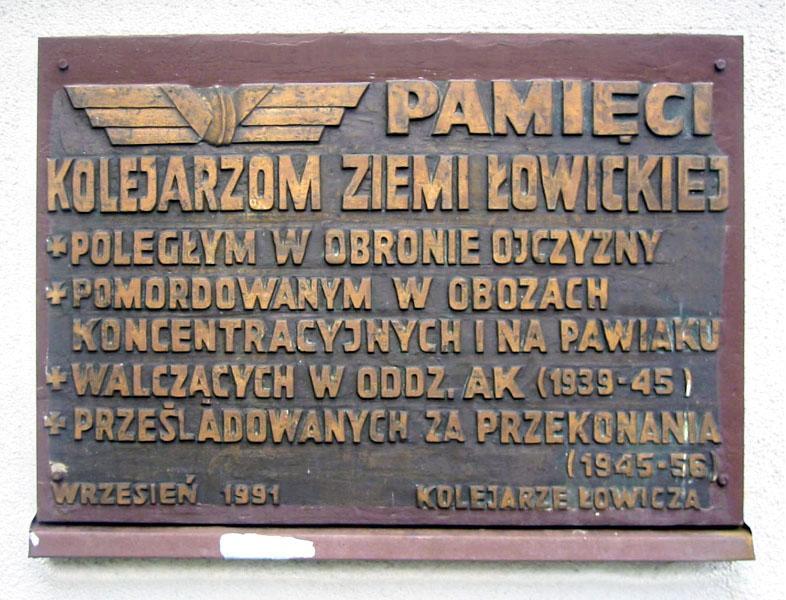 PAMIĘCI
KOLEJARZOM ZIEMI ŁOWICKIEJ
POLEGŁYM W OBRONIE OJCZYZNY
POMORDOWANYM W OBOZACH
KONCENTRACYJNYCH I NA PAWIAKU
WALCZĄCYCH W ODDZ. AK (1939-45)
PRZEŚLADOWANYCH ZA PRZEKONANIA
(1945-56)
WRZESIEŃ 1991 KOLEJARZE ŁOWICZA